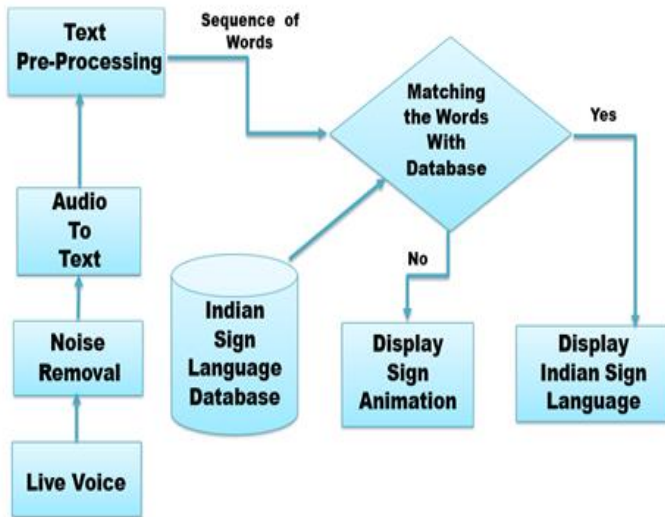 Text
Pre-Processing
Sequence of
Words
Matching
the Words
With
Database
Yes
No
Audio
To
Text
Indian
Sign
Language
Database
Noise
Removal
Display
Sign
Animation
Display
Indian Sign
Language
Live Voice